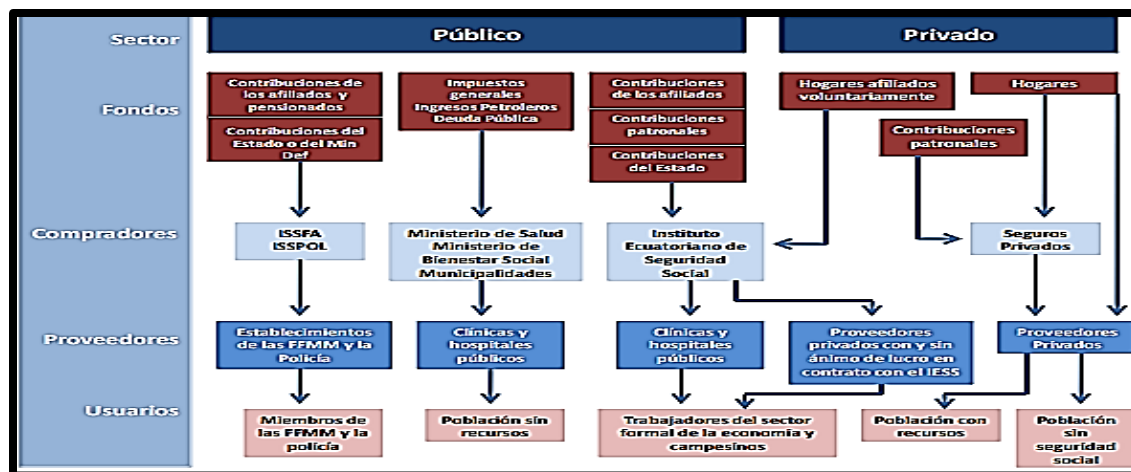 Sector
Público
Privado
Fondos
Contribuciones de
los afiliados y
pensionados
Contribuciones del
Estado o del Min
Def
Impuestos
generales
Ingresos Petroleros
Deuda Pública
Contribuciones
de los afiliados
Contribuciones
patronales
Contribuciones
del Estado
Hogares afiliados
voluntariamente
Contribuciones
patronales
Hogares
Compradores
ISSFA
ISSPOL
Ministerio de Salud
Ministerio de
Bienestar Social
Municipalidades
Instituto
Ecuatoriano de
Seguridad
Social
Seguros
Privados
Proveedores
Establecimientos
de las FFMM y la
Policía
Clínicas y
hospitales
públicos
Clínicas y
hospitales
públicos
Proveedores
privados con y sin
ánimo de lucro en
contrato con el IESS
Proveedores
Privados
Usuarios
Miembros de
las FFMM y la
policía
Población sin
recursos
Trabajadores del sector
formal de la economía y
campesinos
Población con
recursos
Población
sin
seguridad
social